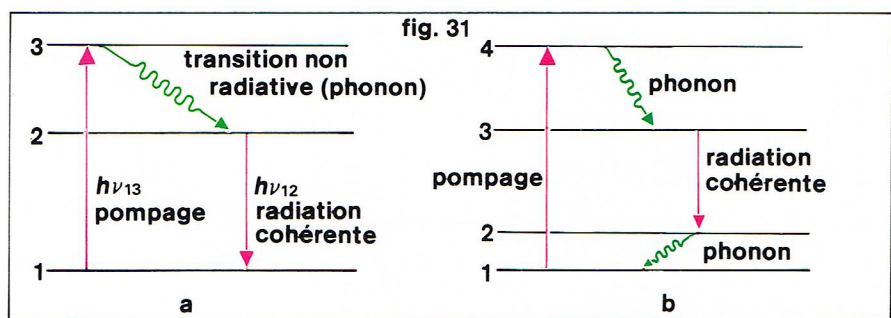 fig. 31
3
transition non
radiative (phonon)
2
hν13
pompage
hν12
radiation
cohérente
1
a
4
phonon
3
pompage
radiation
cohérente
2
phonon
1
b